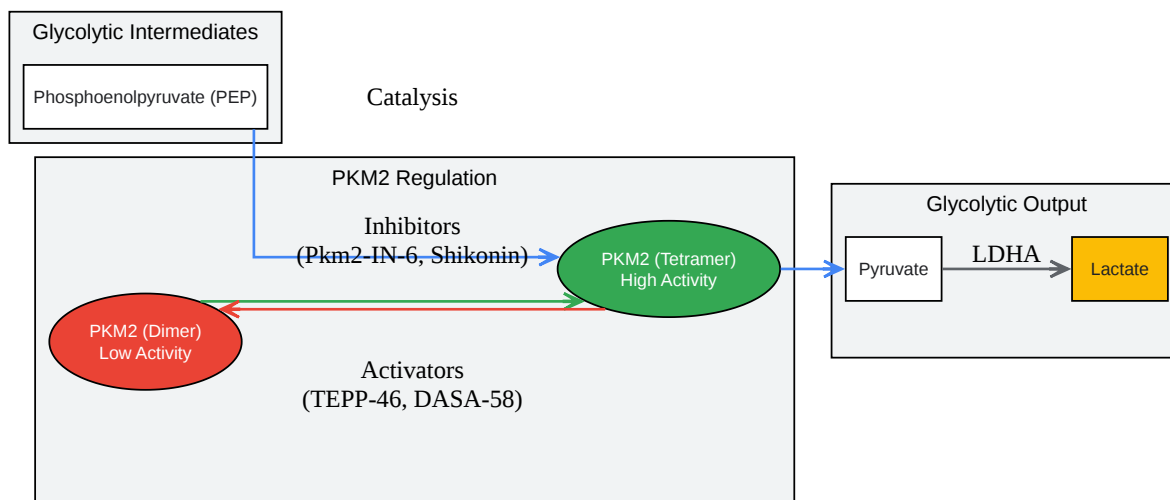 Glycolytic Intermediates
Phosphoenolpyruvate (PEP)
Catalysis
PKM2 Regulation
Inhibitors
(Pkm2-IN-6, Shikonin)
PKM2 (Tetramer)
High Activity
PKM2 (Dimer)
Low Activity
Activators
(TEPP-46, DASA-58)
Glycolytic Output
Pyruvate
LDHA
Lactate